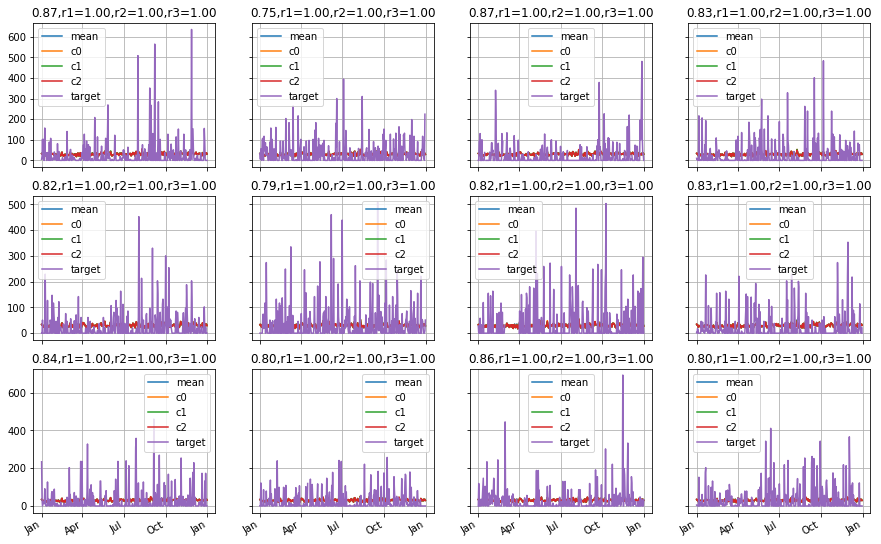 0.87,r1=1.00,r2=1.00,r3=1.00
0.75,r1=1.00,r2=1.00,r3=1.00
0.87,r1=1.00,r2=1.00,r3=1.00
0.83,r1=1.00,r2=1.00,r3=1.00
600
500
400
300
200
100
0
mean
c0
c1
c2
target
mean
c0
c1
c2
target
mean
c0
c1
c2
target
mean
c0
c1
c2
target
0.82,r1=1.00,r2=1.00,r3=1.00
0.79,r1=1.00,r2=1.00,r3=1.00
0.82,r1=1.00,r2=1.00,r3=1.00
0.83,r1=1.00,r2=1.00,r3=1.00
500
400
300
200
100
0
mean
c0
c1
c2
target
mean
c0
c1
c2
target
mean
c0
c1
c2
target
mean
c0
c1
c2
target
0.84,r1=1.00,r2=1.00,r3=1.00
0.80,r1=1.00,r2=1.00,r3=1.00
0.86,r1=1.00,r2=1.00,r3=1.00
0.80,r1=1.00,r2=1.00,r3=1.00
600
400
200
0
mean
c0
c1
c2
target
mean
c0
c1
c2
target
mean
c0
c1
c2
target
mean
c0
c1
c2
target
Jan
Apr
Jul
Oct
Jan
Jan
Apr
Jul
Oct
Jan
Jan
Apr
Jul
Oct
Jan
Jan
Apr
Jul
Oct
Jan